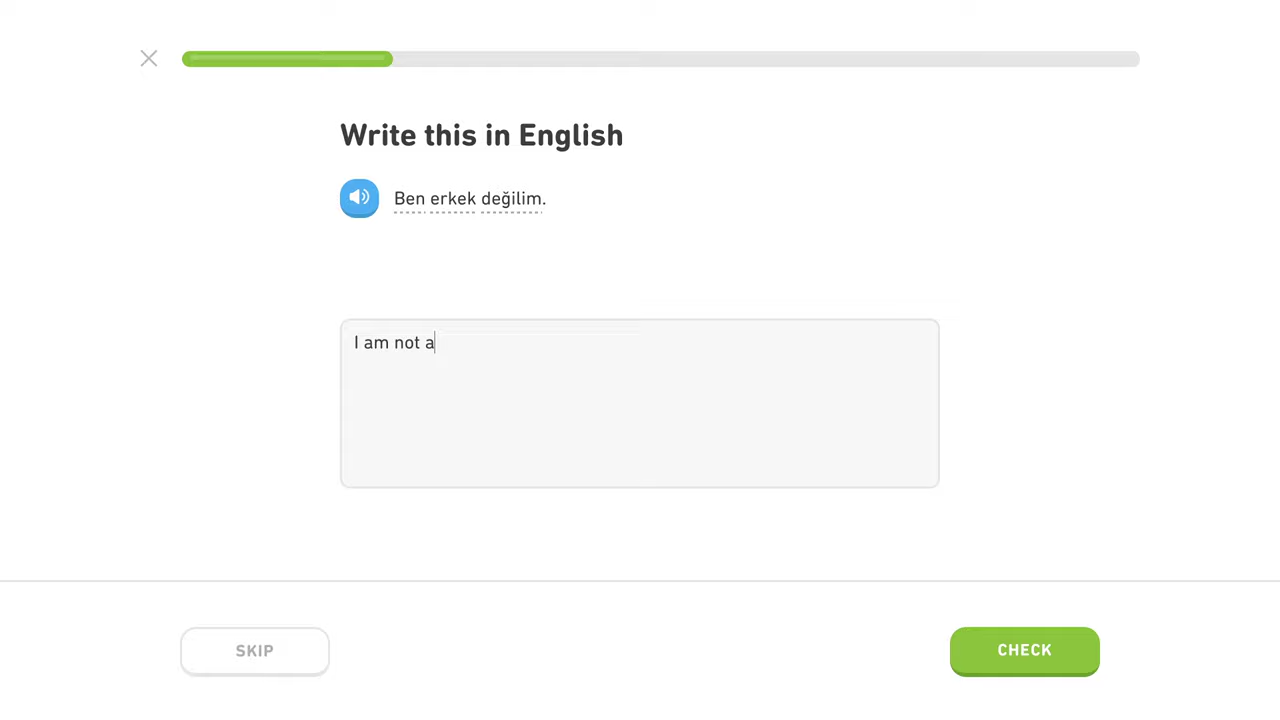 Write this in English
Ben erkek değilim.
I am not a
SKIP
CHECK